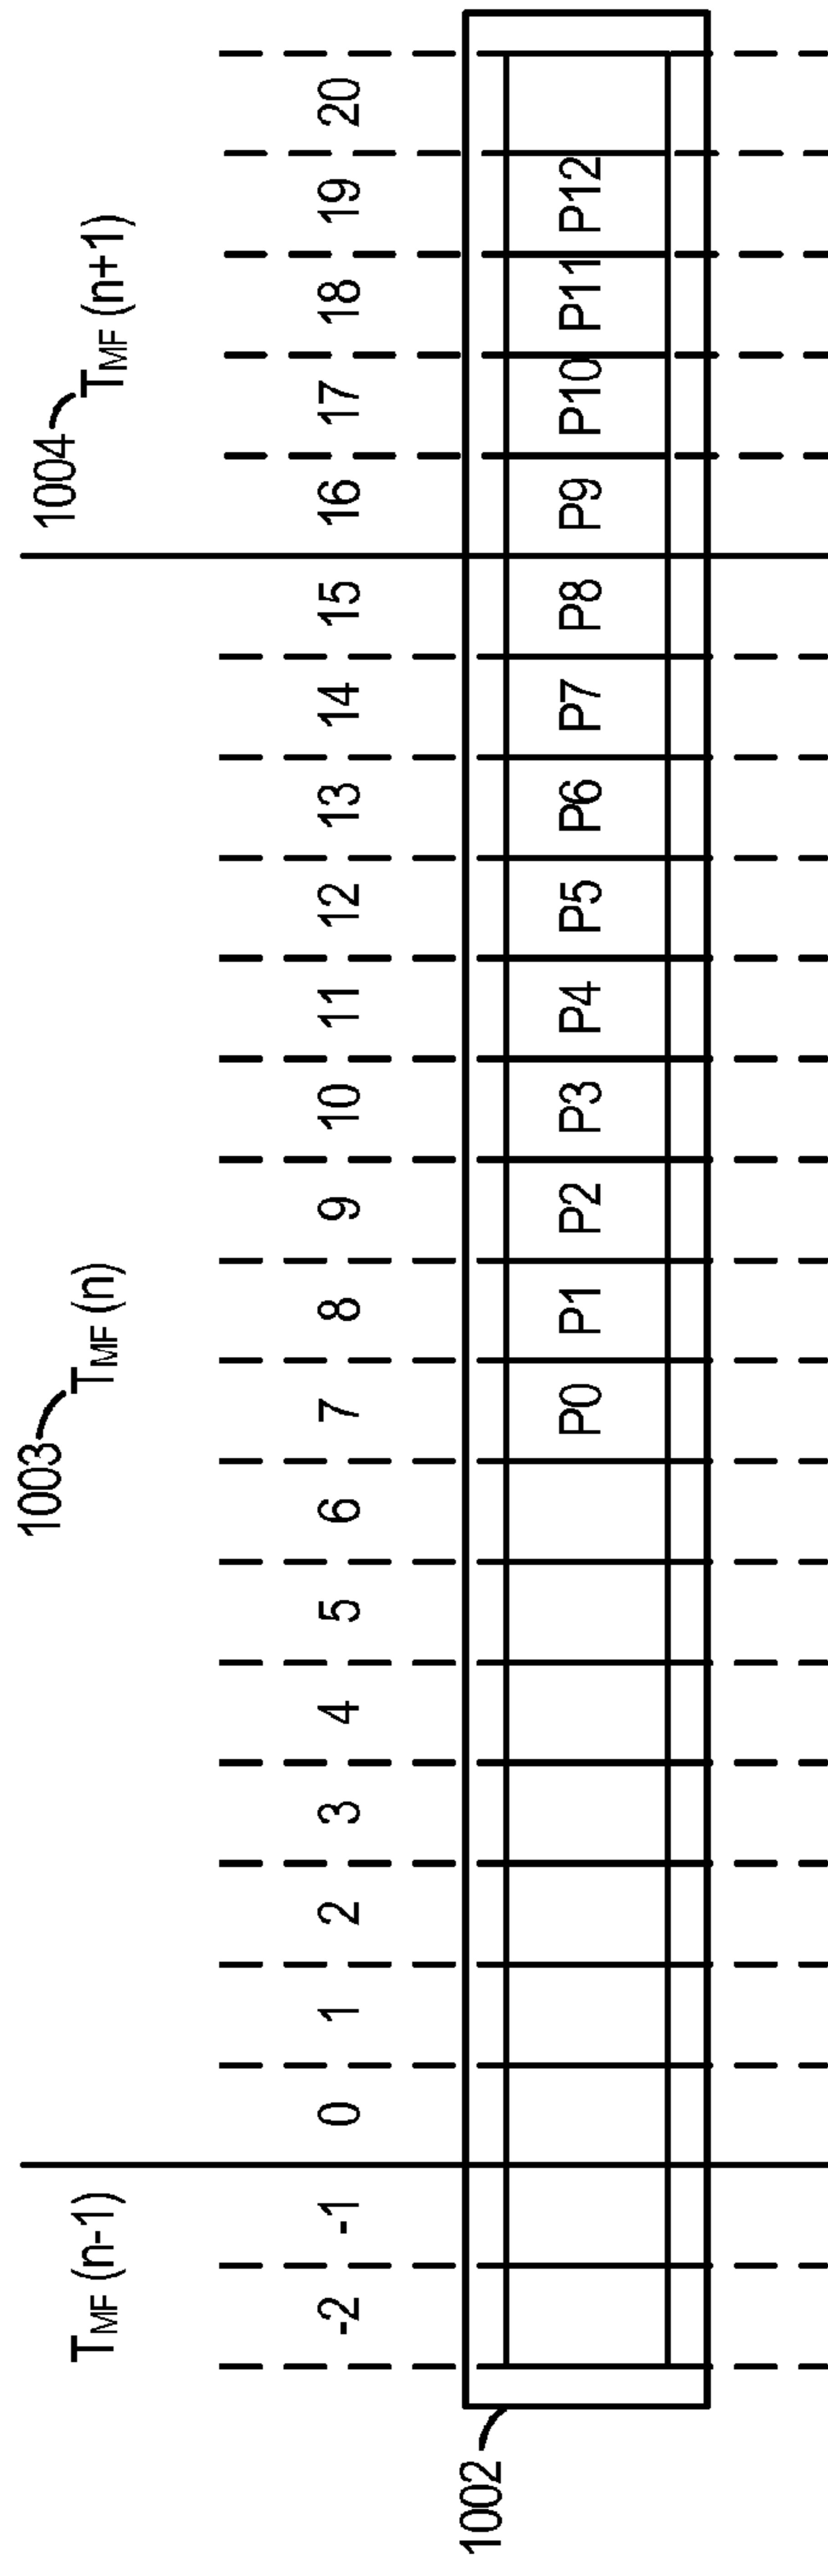 1003 1004
T_MF (n-1) T_MF (n) T_MF (n+1)
-2 -1 0 1 2 3 4 5 6 7 8 9 10 11 12 13 14 15 16 17 18 19 20
P0 P1 P2 P3 P4 P5 P6 P7 P8 P9 P10 P11 P12
1002